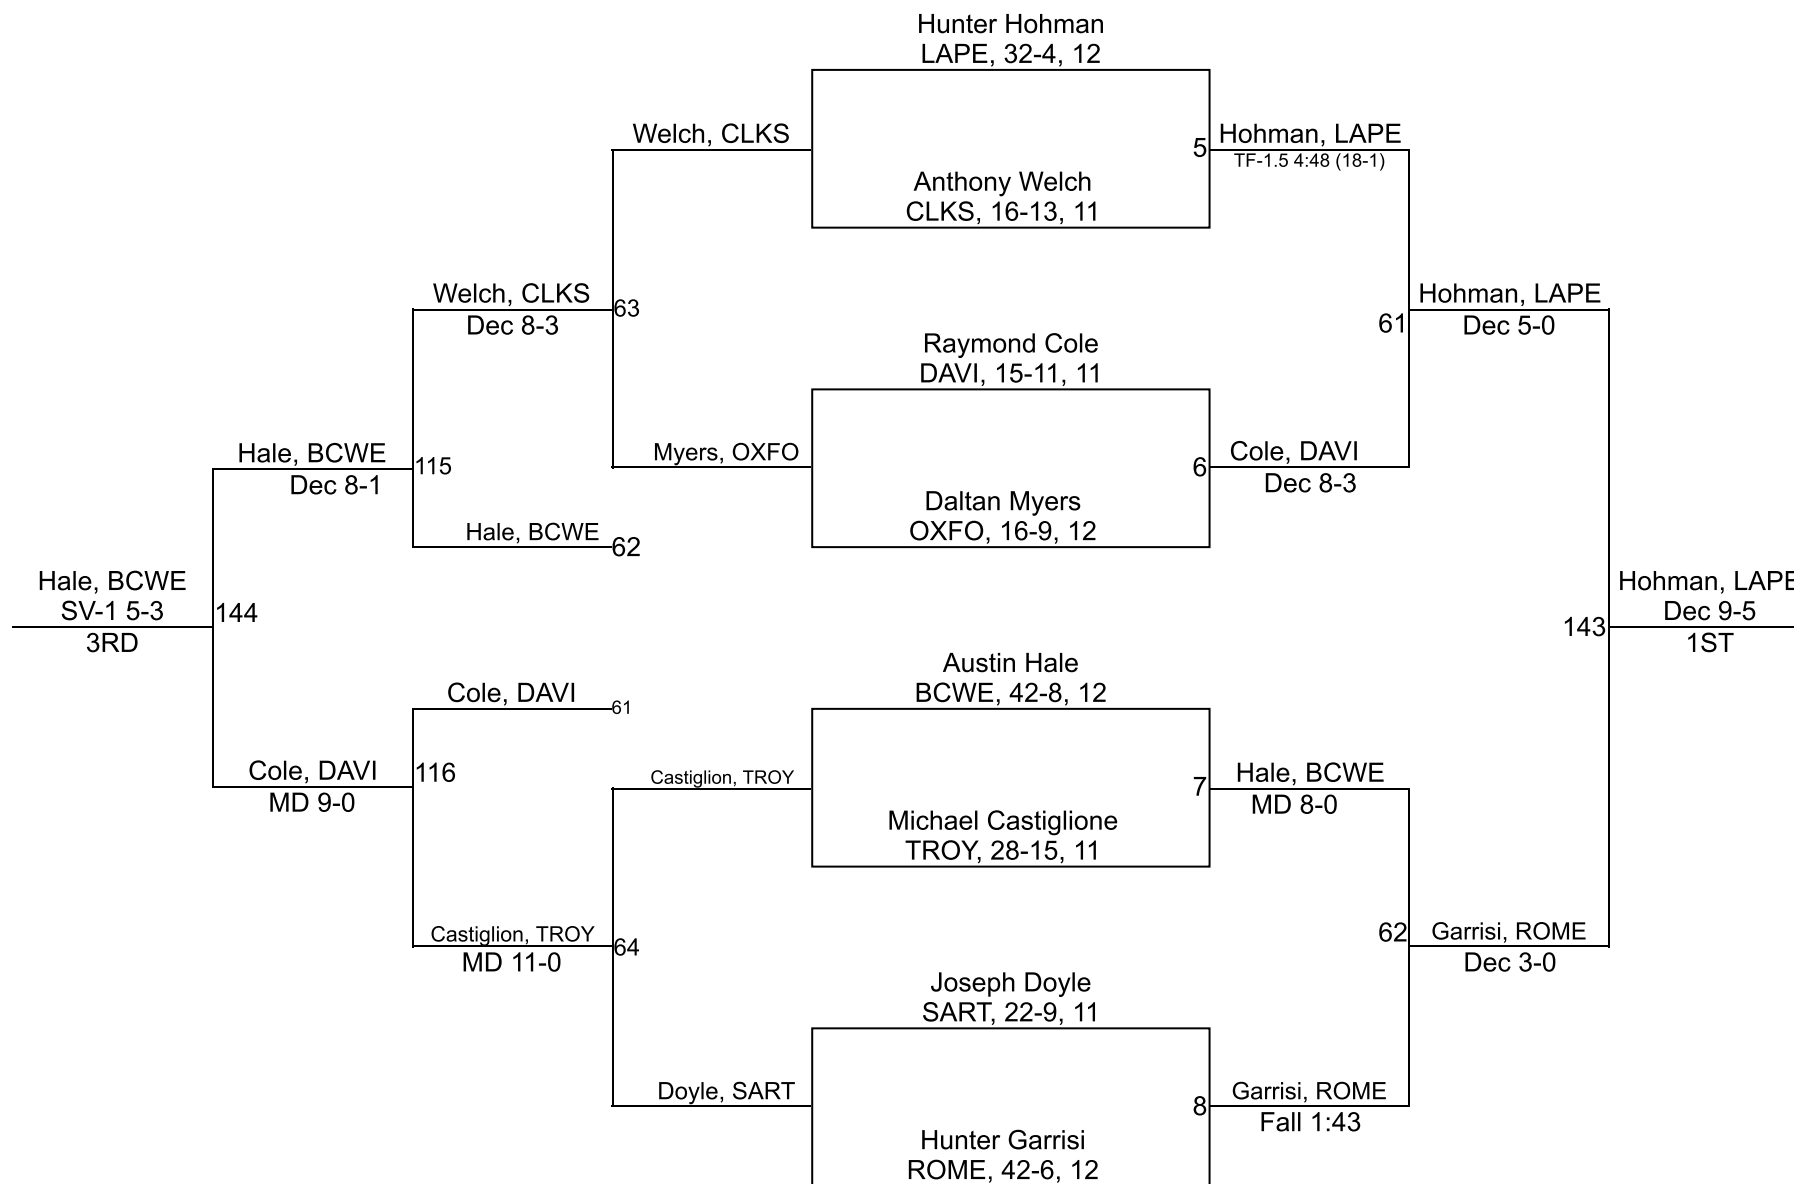 Hunter Hohman
LAPE, 32-4, 12
Welch, CLKS
5
Hohman, LAPE
TF-1.5 4:48 (18-1)
Anthony Welch
CLKS, 16-13, 11
Welch, CLKS
Dec 8-3
63
Hohman, LAPE
Dec 5-0
61
Raymond Cole
DAVI, 15-11, 11
Hale, BCWE
Dec 8-1
115
Myers, OXFO
6
Cole, DAVI
Dec 8-3
Daltan Myers
OXFO, 16-9, 12
Hale, BCWE
62
Hale, BCWE
SV-1 5-3
3RD
144
143
Hohman, LAPE
Dec 9-5
1ST
Austin Hale
BCWE, 42-8, 12
Cole, DAVI
61
Cole, DAVI
MD 9-0
116
Castiglion, TROY
7
Hale, BCWE
MD 8-0
Michael Castiglione
TROY, 28-15, 11
Castiglion, TROY
MD 11-0
64
62
Garrisi, ROME
Dec 3-0
Joseph Doyle
SART, 22-9, 11
Doyle, SART
8
Garrisi, ROME
Fall 1:43
Hunter Garrisi
ROME, 42-6, 12